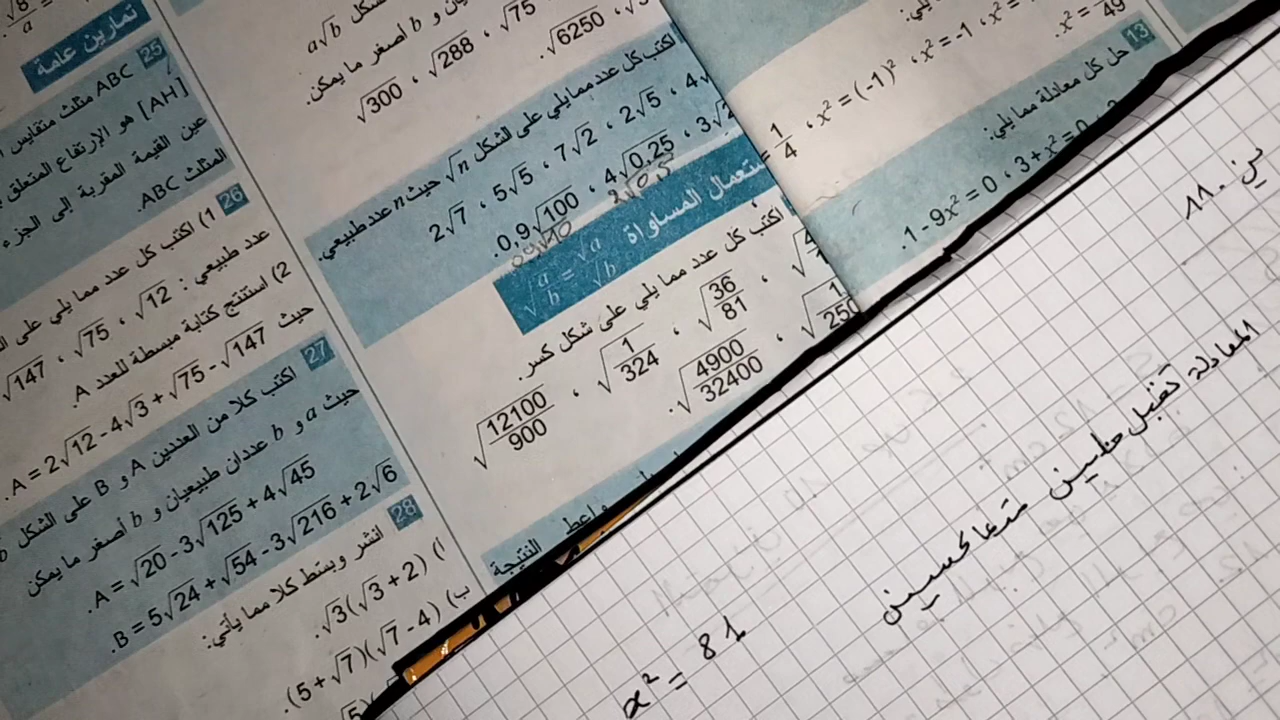 تمارين عامة
25 ABC مثلث متقايس
[AH] هو الإرتفاع المتعلق
عين القيمة المقربة إلى الجزء
المثلث ABC.
26 1) اكتب كل عدد مما يلي على
عدد طبيعي : √12 ، √75 ، √147
2) استنتج كتابة مبسطة للعدد A
حيث
A = 2√12 - 4√3 + √75 - √147.
27 اكتب كلا من العددين A و B على الشكل
حيث a و b عددان طبيعيان و b أصغر ما يمكن
A = √20 - 3√125 + 4√45.
B = 5√24 + √54 - 3√216 + 2√6.
28 انشر وبسّط كلا مما يأتي:
أ) √3(√3 + 2).
ب) (5 + √7)(√7 - 4).
a√b
و b أصغر ما يمكن.
√300 ، √288 ، √75
√6250.
اكتب كل عدد مما يلي على الشكل √n حيث n عدد طبيعي.
2√7 ، 5√5 ، 7√2 ، 2√5 ، 4√
0,9√100 ، 4√0,25 ، 3√2
المساواة √(a/b) = √a/√b
اكتب كل عدد مما يلي على شكل كسر.
√(12100/900) ، √(1/324) ، √(36/81) ،
√(4900/32400) ،
النتيجة
يلي:
= 1/4 ، x² = (-1)² ، x² = -1 ، x² =
x² = /49.
13 حل كل معادلة مما يلي:
1 - 9x² = 0 ، 3 + x² = 0
المعادلة تقبل حلين متعاكسين
x² = 81